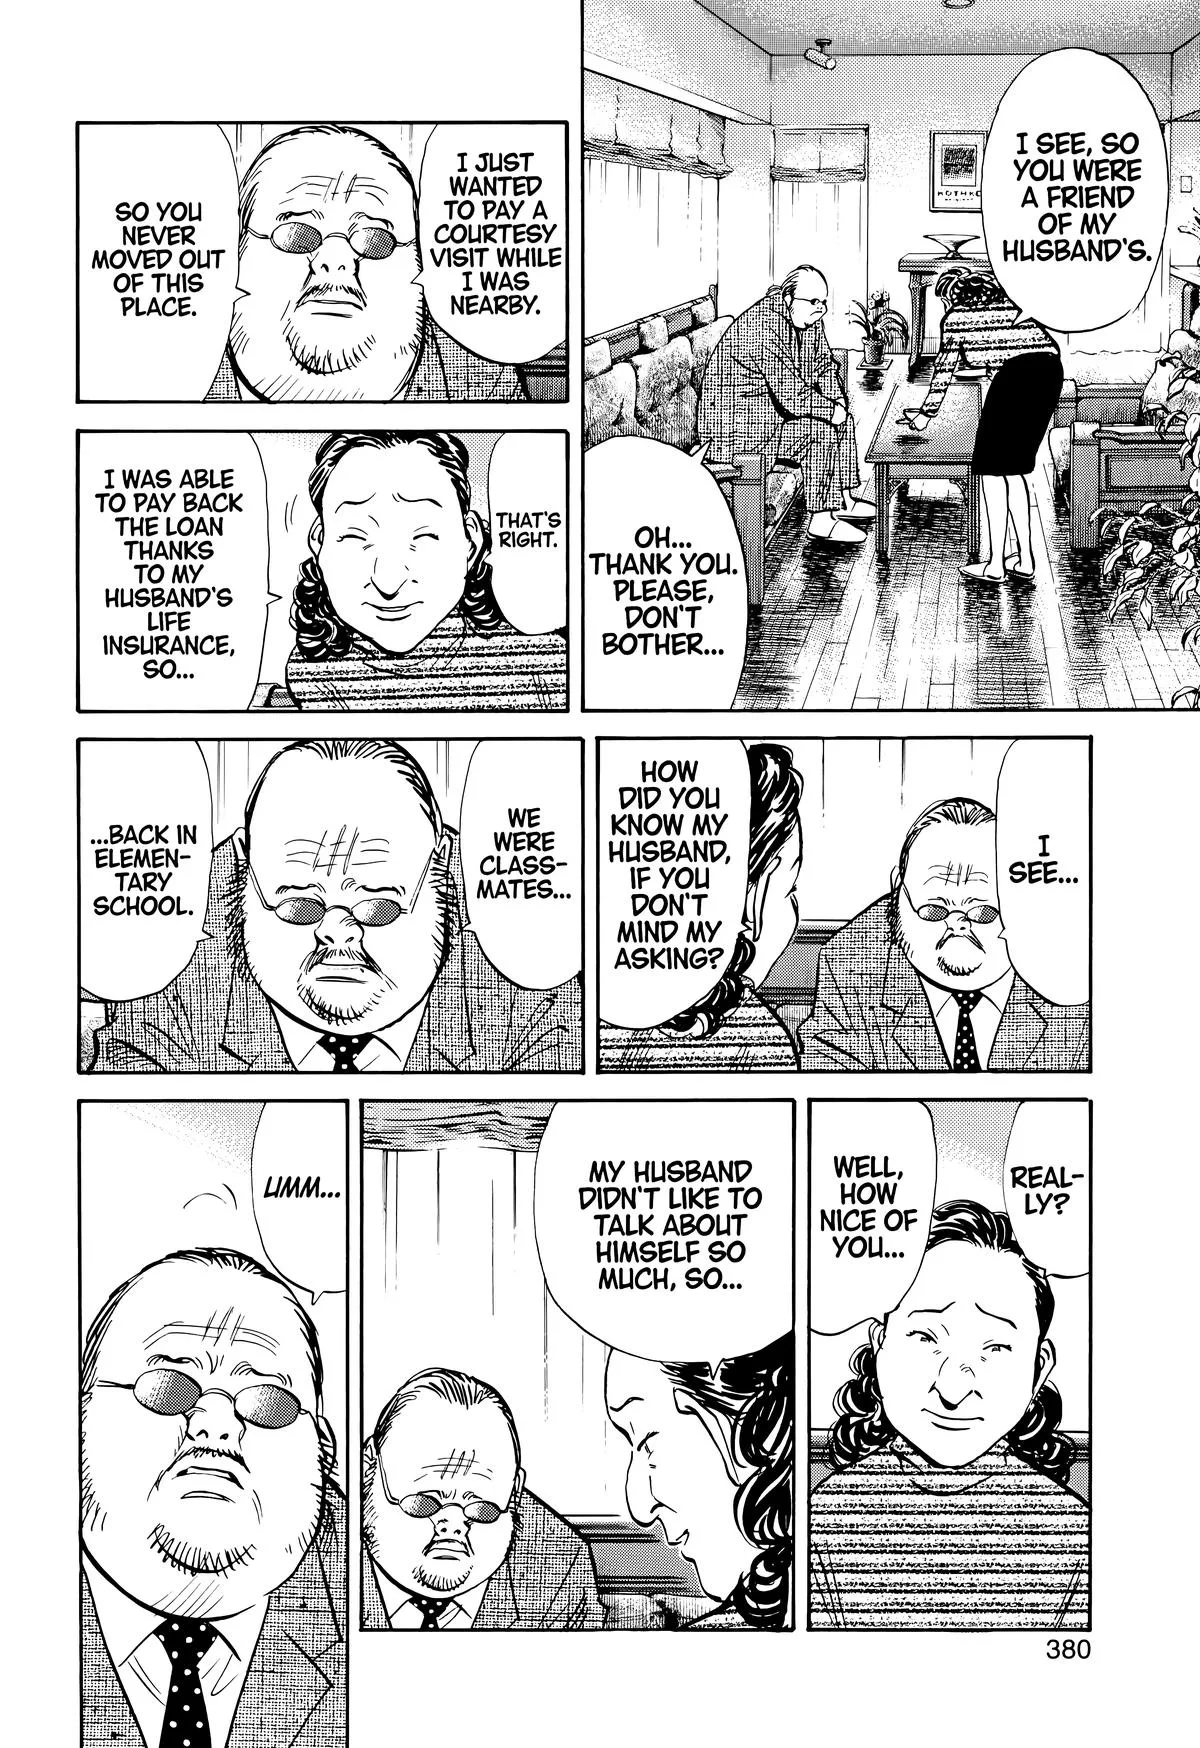 I SEE, SO
YOU WERE
A FRIEND
OF MY
HUSBAND'S.
OH...
THANK YOU.
PLEASE,
DON'T
BOTHER...
I JUST
WANTED
TO PAY A
COURTESY
VISIT WHILE
I WAS
NEARBY.
SO YOU
NEVER
MOVED OUT
OF THIS
PLACE.
THAT'S
RIGHT.
I WAS ABLE
TO PAY BACK
THE LOAN
THANKS
TO MY
HUSBAND'S
LIFE
INSURANCE,
SO...
I
SEE...
HOW
DID YOU
KNOW MY
HUSBAND,
IF YOU
DON'T
MIND MY
ASKING?
WE
WERE
CLASS-
MATES...
...BACK IN
ELEMEN-
TARY
SCHOOL.
REAL-
LY?
WELL,
HOW
NICE OF
YOU...
MY HUSBAND
DIDN'T LIKE TO
TALK ABOUT
HIMSELF SO
MUCH, SO...
UMM...
380